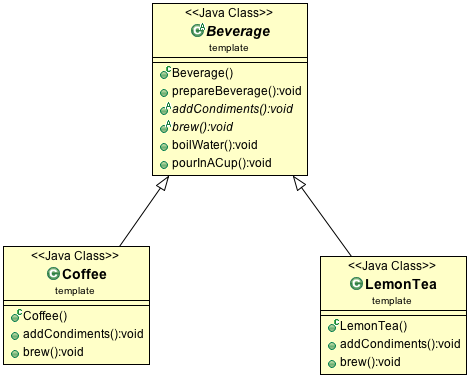 <<Java Class>>
Beverage
template
Beverage()
prepareBeverage():void
addCondiments():void
brew():void
boilWater():void
pourInACup():void
<<Java Class>>
Coffee
template
Coffee()
addCondiments():void
brew():void
<<Java Class>>
LemonTea
template
LemonTea()
addCondiments():void
brew():void